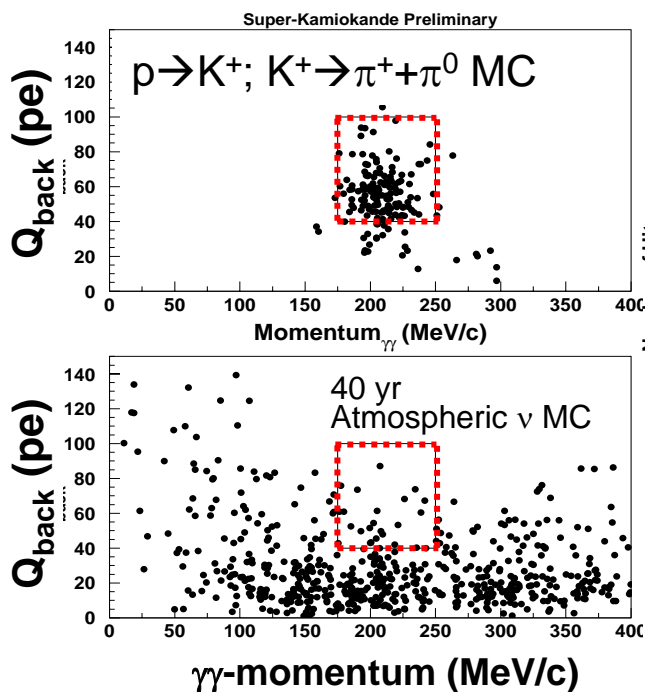 Super-Kamiokande Preliminary
p→K⁺; K⁺→π⁺+π⁰ MC
Q_back (pe)
140
120
100
80
60
40
20
0
0 50 100 150 200 250 300 350 400
Momentum_γγ (MeV/c)
40 yr
Atmospheric ν MC
Q_back (pe)
140
120
100
80
60
40
20
0
0 50 100 150 200 250 300 350 400
γγ-momentum (MeV/c)